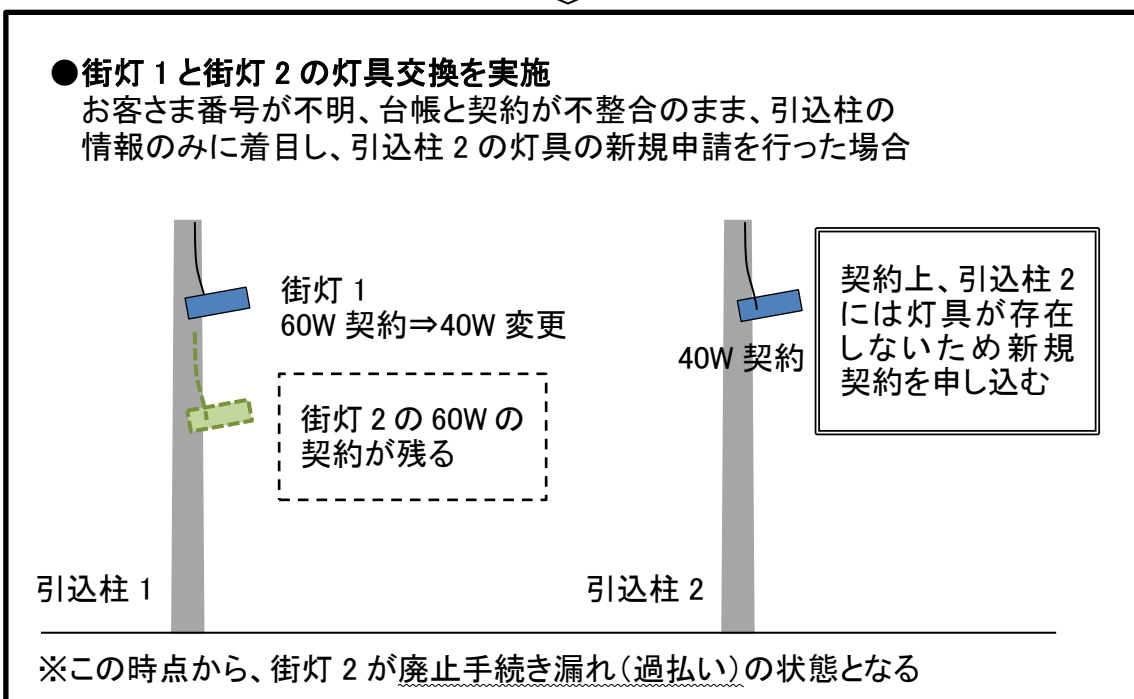 ●街灯1と街灯2の灯具交換を実施
お客さま番号が不明、台帳と契約が不整合のまま、引込柱の
情報のみに着目し、引込柱2の灯具の新規申請を行った場合
街灯1
60W 契約⇒40W 変更
街灯2の60Wの
契約が残る
引込柱1
40W 契約
契約上、引込柱2
には灯具が存在
しないため新規
契約を申し込む
引込柱2
※この時点から、街灯2が廃止手続き漏れ(過払い)の状態となる